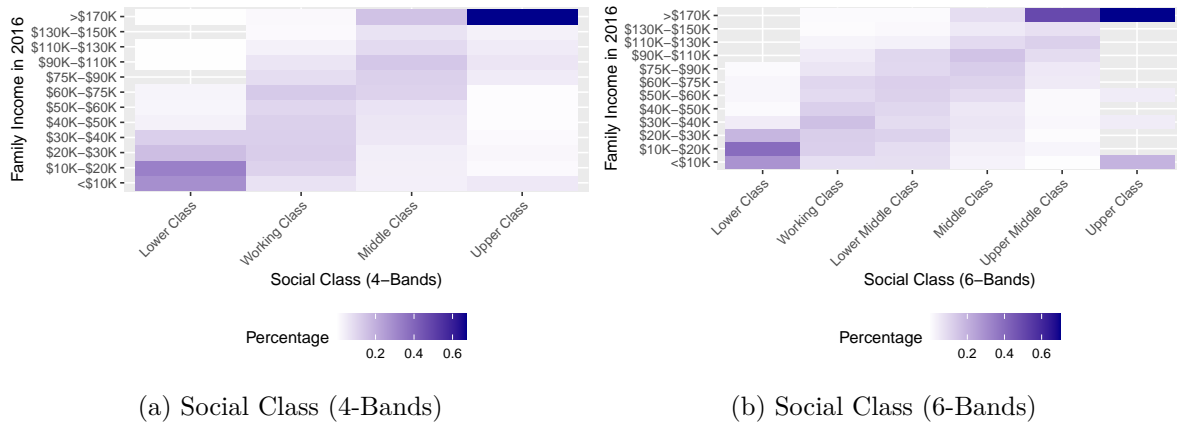 Family Income in 2016
>$170K
$130K−$150K
$110K−$130K
$90K−$110K
$75K−$90K
$60K−$75K
$50K−$60K
$40K−$50K
$30K−$40K
$20K−$30K
$10K−$20K
<$10K
Lower Class
Working Class
Middle Class
Upper Class
Social Class (4−Bands)
Percentage
0.2 0.4 0.6
(a) Social Class (4-Bands)
Family Income in 2016
>$170K
$130K−$150K
$110K−$130K
$90K−$110K
$75K−$90K
$60K−$75K
$50K−$60K
$40K−$50K
$30K−$40K
$20K−$30K
$10K−$20K
<$10K
Lower Class
Working Class
Lower Middle Class
Middle Class
Upper Middle Class
Upper Class
Social Class (6−Bands)
Percentage
0.2 0.4 0.6
(b) Social Class (6-Bands)